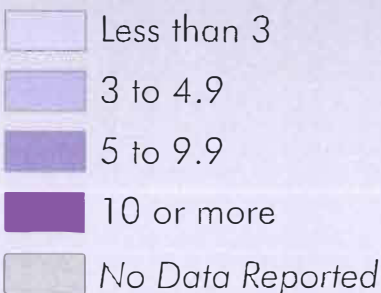 Less than 3
3 to 4.9
5 to 9.9
10 or more
No Data Reported